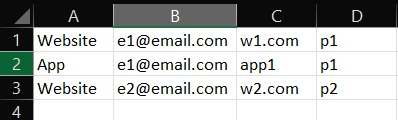 A B C D
1 Website e1@email.com w1.com p1
2 App e1@email.com app1 p1
3 Website e2@email.com w2.com p2
4